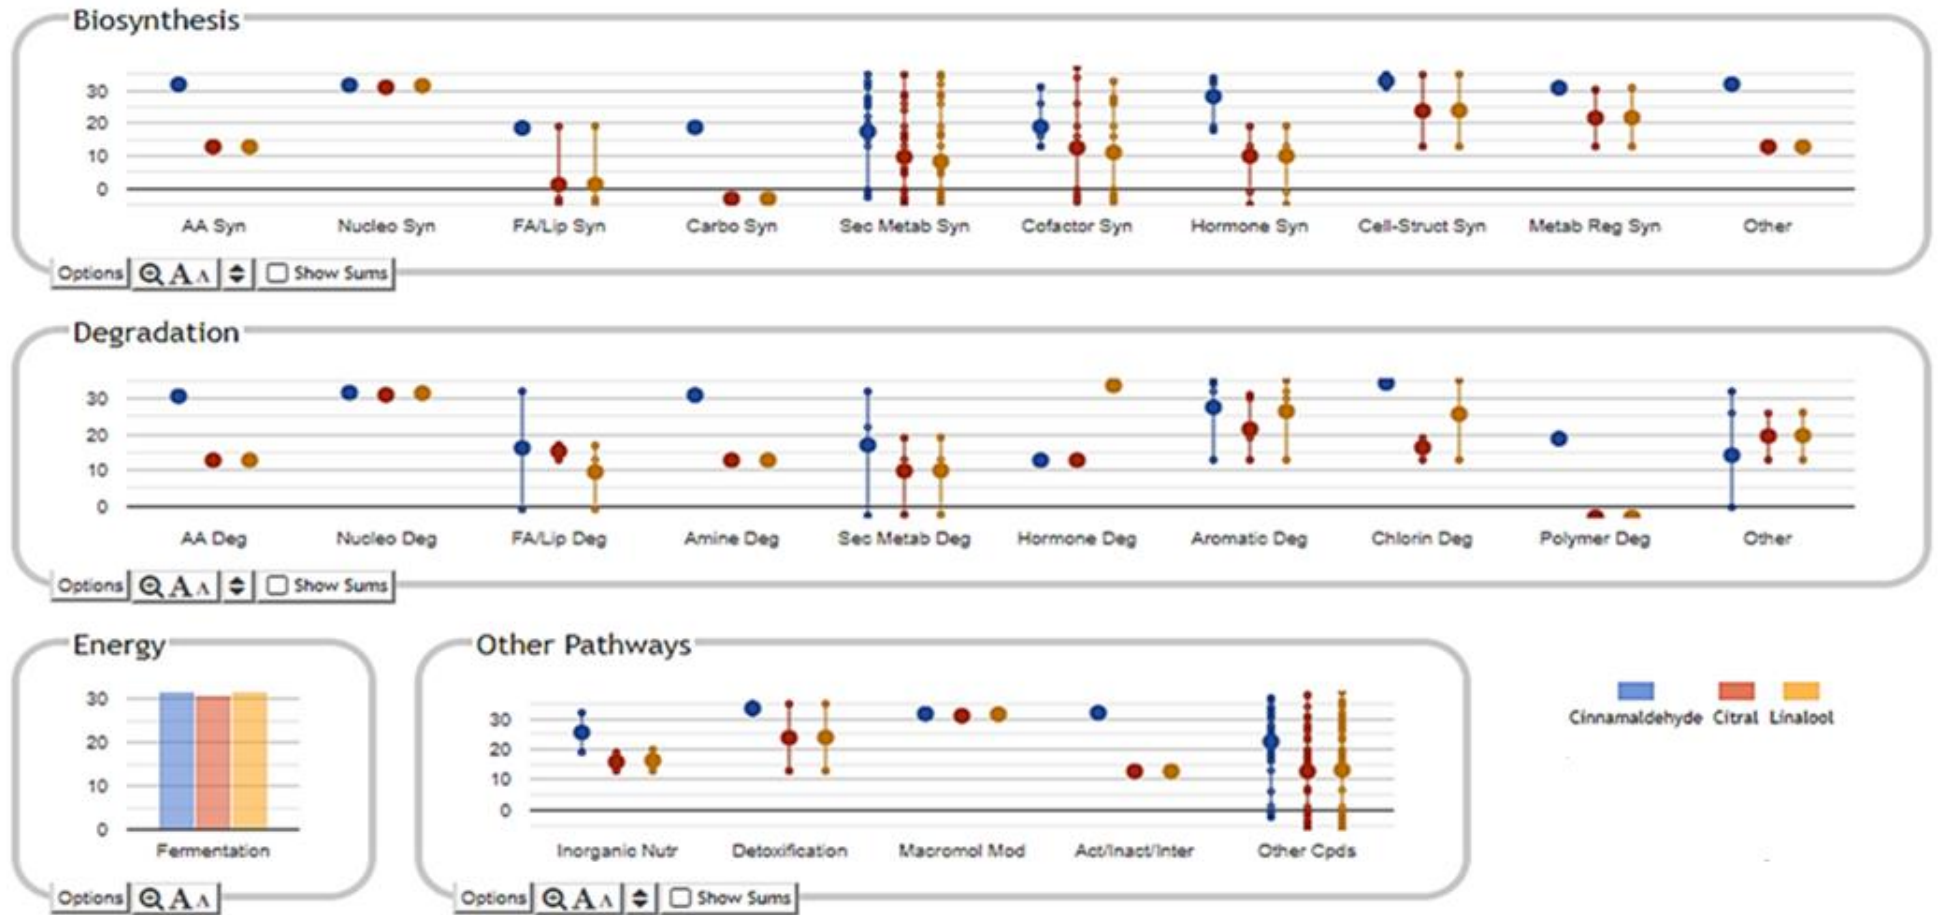 Biosynthesis
30
20
10
0
AA Syn Nucleo Syn FA/Lip Syn Carbo Syn Sec Metab Syn Cofactor Syn Hormone Syn Cell-Struct Syn Metab Reg Syn Other
Options A A Show Sums
Degradation
30
20
10
0
AA Deg Nucleo Deg FA/Lip Deg Amine Deg Sec Metab Deg Hormone Deg Aromatic Deg Chlorin Deg Polymer Deg Other
Options A A Show Sums
Energy
30
20
10
0
Fermentation
Options A A
Other Pathways
30
20
10
0
Inorganic Nutr Detoxification Macromol Mod Act/Inact/Inter Other Cpds
Options A A Show Sums
Cinnamaldehyde Citral Linalool